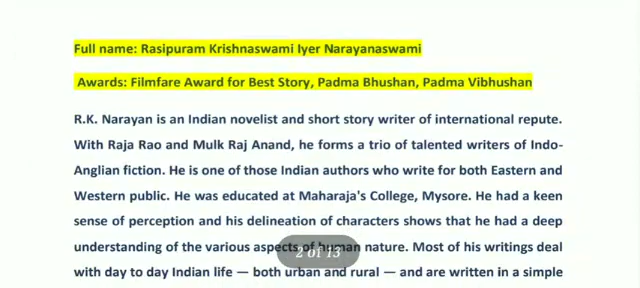 Full name: Rasipuram Krishnaswami Iyer Narayanaswami
Awards: Filmfare Award for Best Story, Padma Bhushan, Padma Vibhushan
R.K. Narayan is an Indian novelist and short story writer of international repute.
With Raja Rao and Mulk Raj Anand, he forms a trio of talented writers of Indo-
Anglian fiction. He is one of those Indian authors who write for both Eastern and
Western public. He was educated at Maharaja's College, Mysore. He had a keen
sense of perception and his delineation of characters shows that he had a deep
understanding of the various aspects of human nature. Most of his writings deal
2 of 13
with day to day Indian life — both urban and rural — and are written in a simple